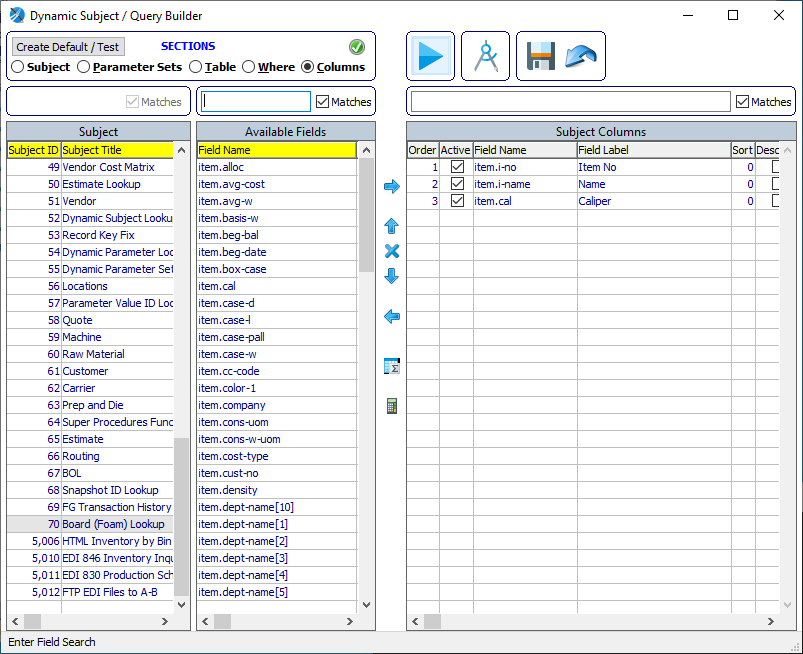 Dynamic Subject / Query Builder
Create Default / Test
SECTIONS
Subject Parameter Sets Table Where Columns
Matches
Matches
Matches
Subject
Subject ID Subject Title
49 Vendor Cost Matrix
50 Estimate Lookup
51 Vendor
52 Dynamic Subject Looku
53 Record Key Fix
54 Dynamic Parameter Loo
55 Dynamic Parameter Set
56 Locations
57 Parameter Value ID Loo
58 Quote
59 Machine
60 Raw Material
61 Customer
62 Carrier
63 Prep and Die
64 Super Procedures Func
65 Estimate
66 Routing
67 BOL
68 Snapshot ID Lookup
69 FG Transaction History
70 Board (Foam) Lookup
5,006 HTML Inventory by Bin
5,010 EDI 846 Inventory Inqu
5,011 EDI 830 Production Sch
5,012 FTP EDI Files to A-B
Available Fields
Field Name
item.alloc
item.avg-cost
item.avg-w
item.basis-w
item.beg-bal
item.beg-date
item.box-case
item.cal
item.case-d
item.case-l
item.case-pall
item.case-w
item.cc-code
item.color-1
item.company
item.cons-uom
item.cons-w-uom
item.cost-type
item.cust-no
item.density
item.dept-name[10]
item.dept-name[1]
item.dept-name[2]
item.dept-name[3]
item.dept-name[4]
item.dept-name[5]
Subject Columns
Order Active Field Name Field Label Sort Desc
1 item.i-no Item No 0
2 item.i-name Name 0
3 item.cal Caliper 0
Enter Field Search